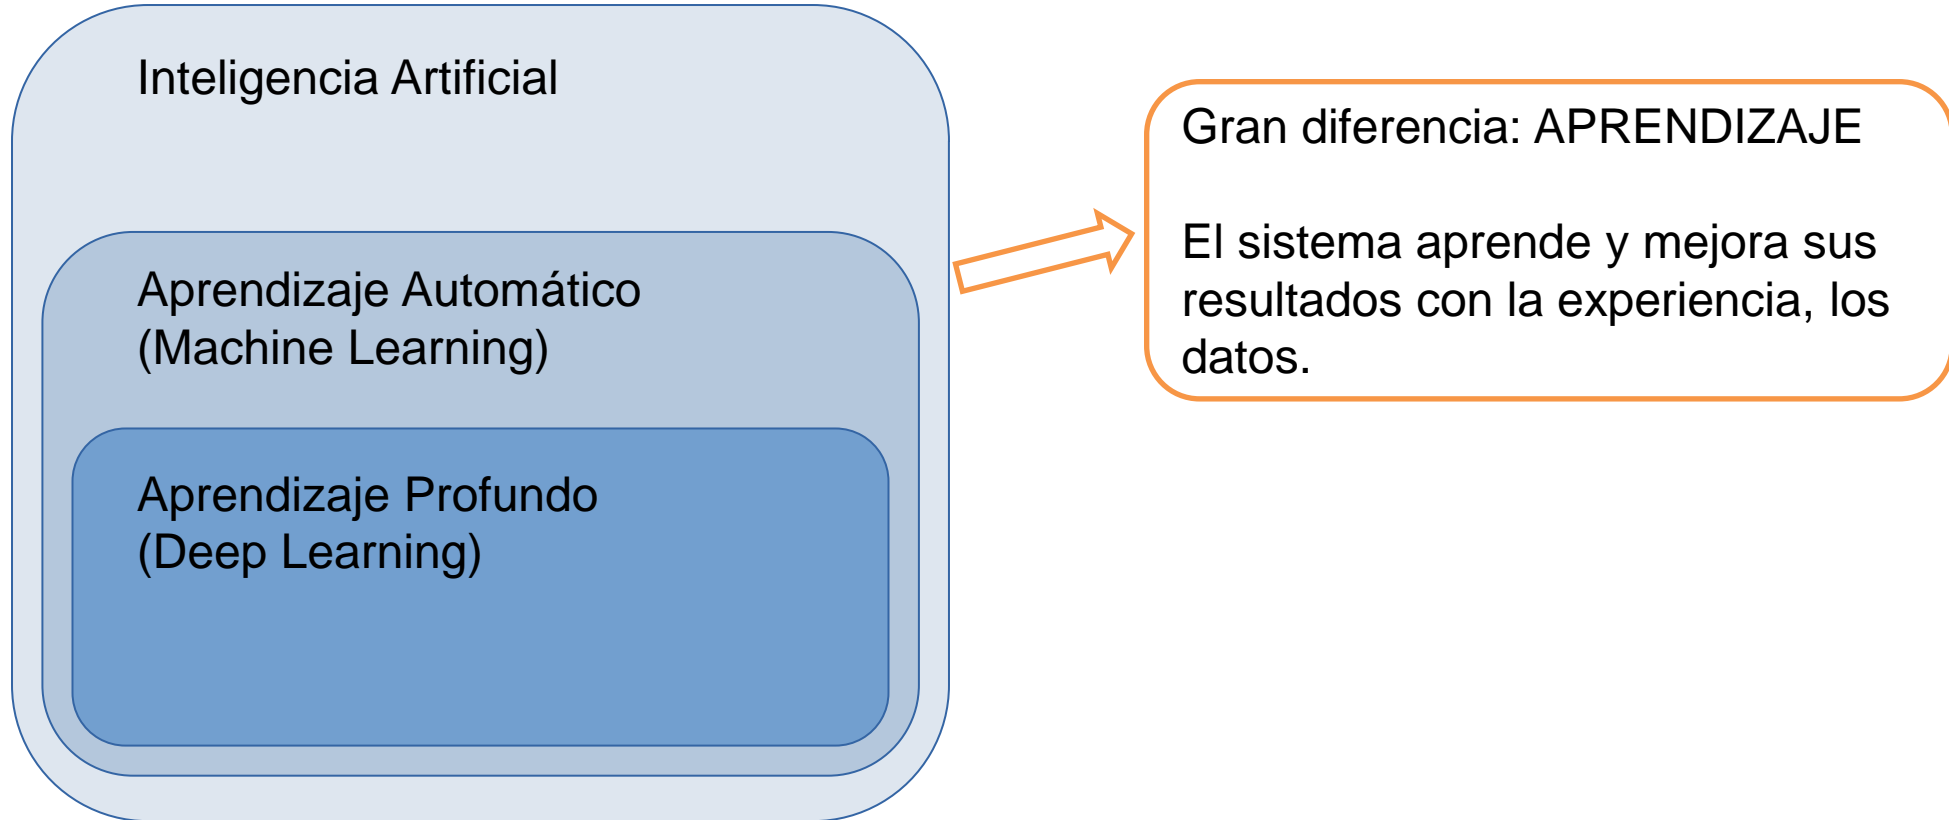 Inteligencia Artificial
Aprendizaje Automático
(Machine Learning)
Aprendizaje Profundo
(Deep Learning)
Gran diferencia: APRENDIZAJE
El sistema aprende y mejora sus
resultados con la experiencia, los
datos.